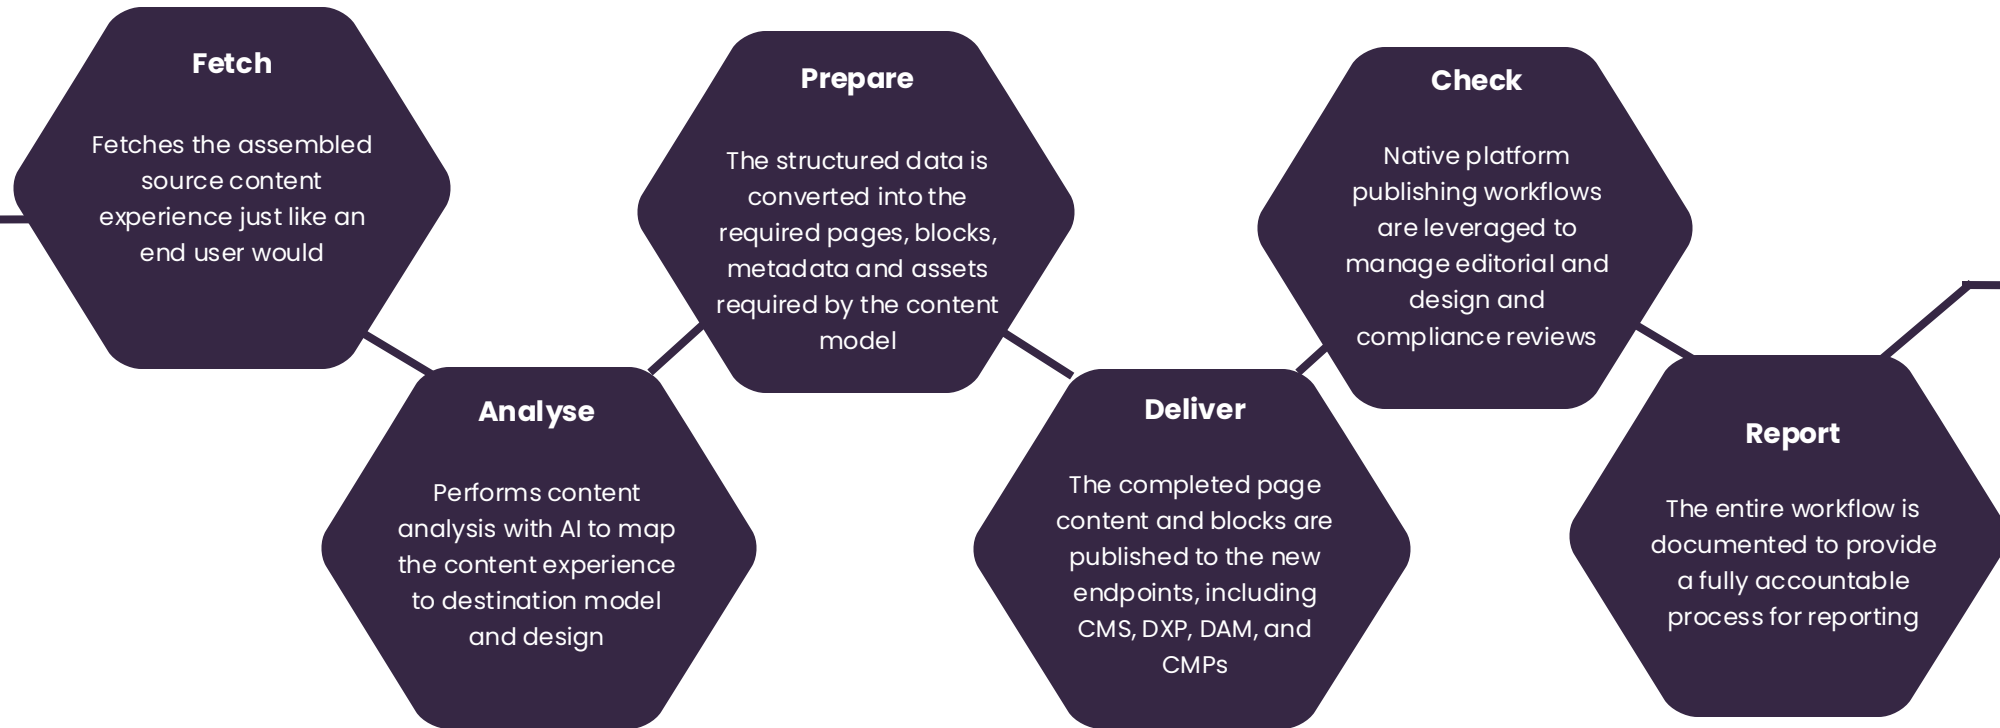 Fetch
Fetches the assembled
source content
experience just like an
end user would
Analyse
Performs content
analysis with AI to map
the content experience
to destination model
and design
Prepare
The structured data is
converted into the
required pages, blocks,
metadata and assets
required by the content
model
Deliver
The completed page
content and blocks are
published to the new
endpoints, including
CMS, DXP, DAM, and
CMPs
Check
Native platform
publishing workflows
are leveraged to
manage editorial and
design and
compliance reviews
Report
The entire workflow is
documented to provide
a fully accountable
process for reporting